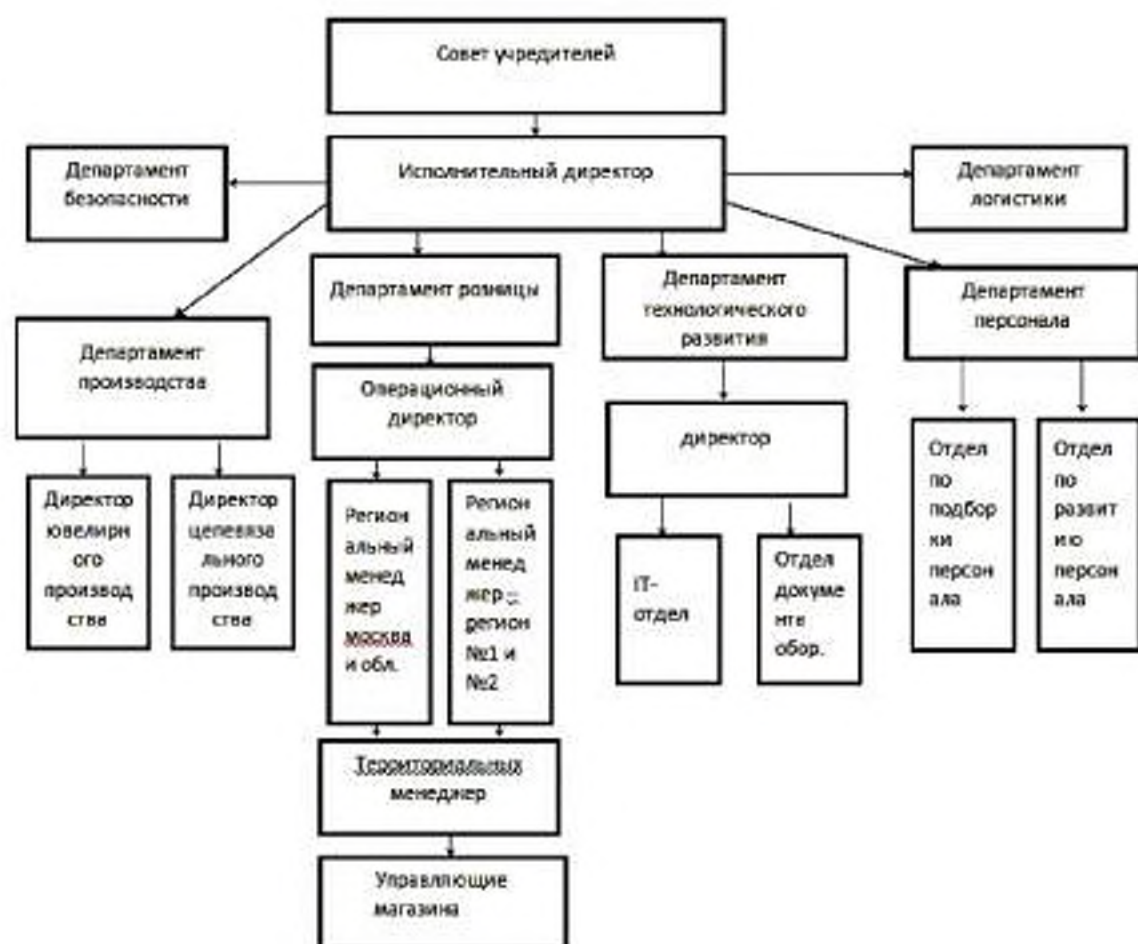 Совет учредителей
Исполнительный директор
Департамент
безопасности
Департамент
логистики
Департамент розницы
Департамент
технологического
развития
Департамент
персонала
Департамент
производства
Операционный
директор
директор
Директор
ювелирн
ого
производ
ства
Директор
цепевяза
льного
производ
ства
Регион
альный
менед
жер
москва
и обл.
Регион
альный
менед
жер –
регион
№1 и
№2
IT-
отдел
Отдел
докуме
нта
обор.
Отдел
по
подбор
ки
персон
ала
Отдел
по
развит
ию
персон
ала
Территориальных
менеджер
Управляющие
магазина